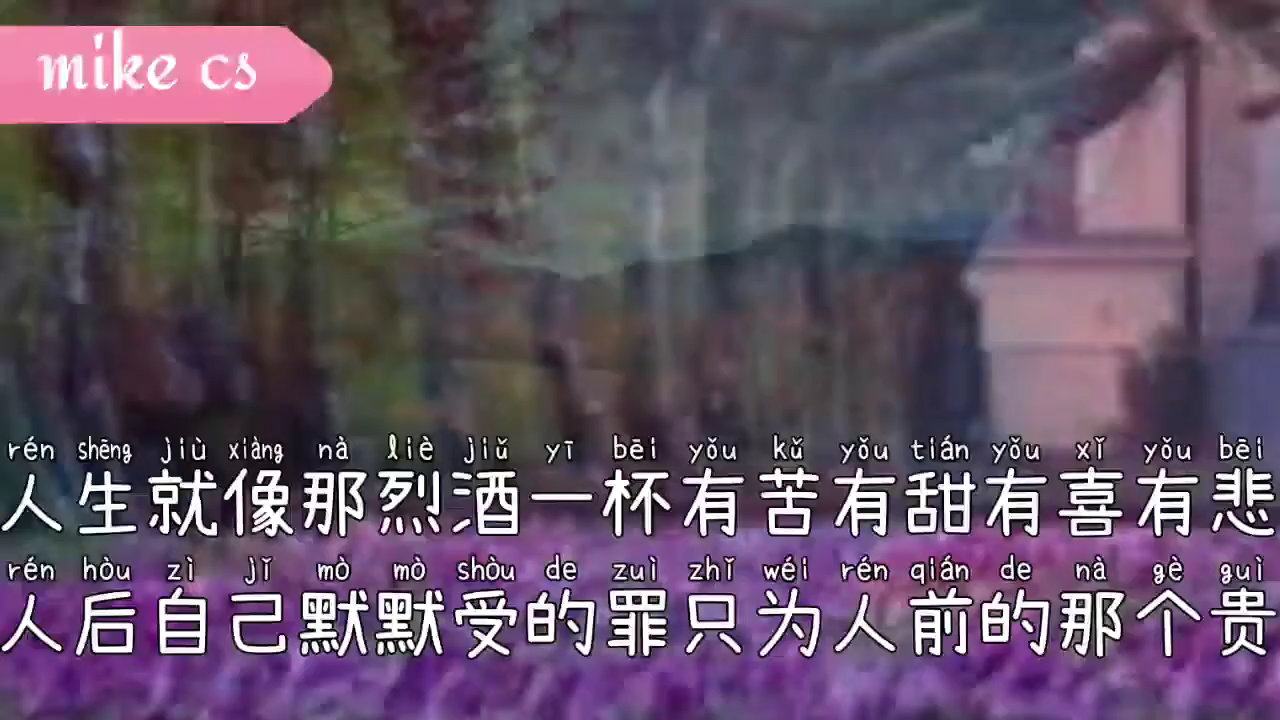 mike cs
rén shēng jiù xiàng nà liè jiǔ yī bēi yǒu kǔ yǒu tián yǒu xǐ yǒu bēi
人生就像那烈酒一杯有苦有甜有喜有悲
rén hòu zì jǐ mò mò shòu de zuì zhǐ wéi rén qián de nà gè guì
人后自己默默受的罪只为人前的那个贵